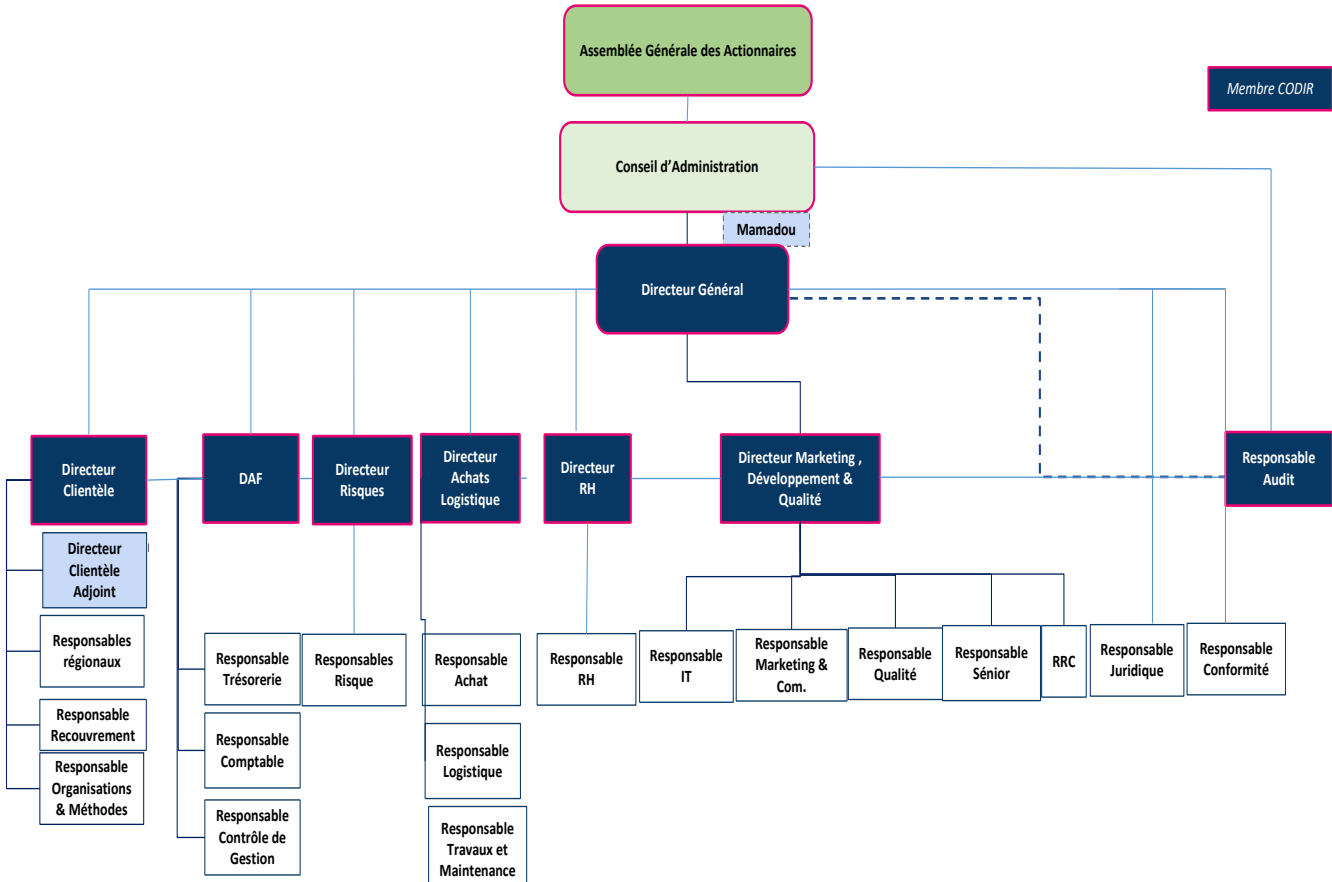 Assemblée Générale des Actionnaires
Membre CODIR
Conseil d'Administration
Mamadou
Directeur Général
Directeur
Clientèle
DAF
Directeur
Risques
Directeur
Achats
Logistique
Directeur
RH
Directeur Marketing ,
Développement &
Qualité
Responsable
Audit
Directeur
Clientèle
Adjoint
Responsables
régionaux
Responsable
Recouvrement
Responsable
Organisations
& Méthodes
Responsable
Trésorerie
Responsable
Comptable
Responsable
Contrôle de
Gestion
Responsables
Risque
Responsable
Achat
Responsable
Logistique
Responsable
Travaux et
Maintenance
Responsable
RH
Responsable
IT
Responsable
Marketing &
Com.
Responsable
Qualité
Responsable
Sénior
RRC
Responsable
Juridique
Responsable
Conformité